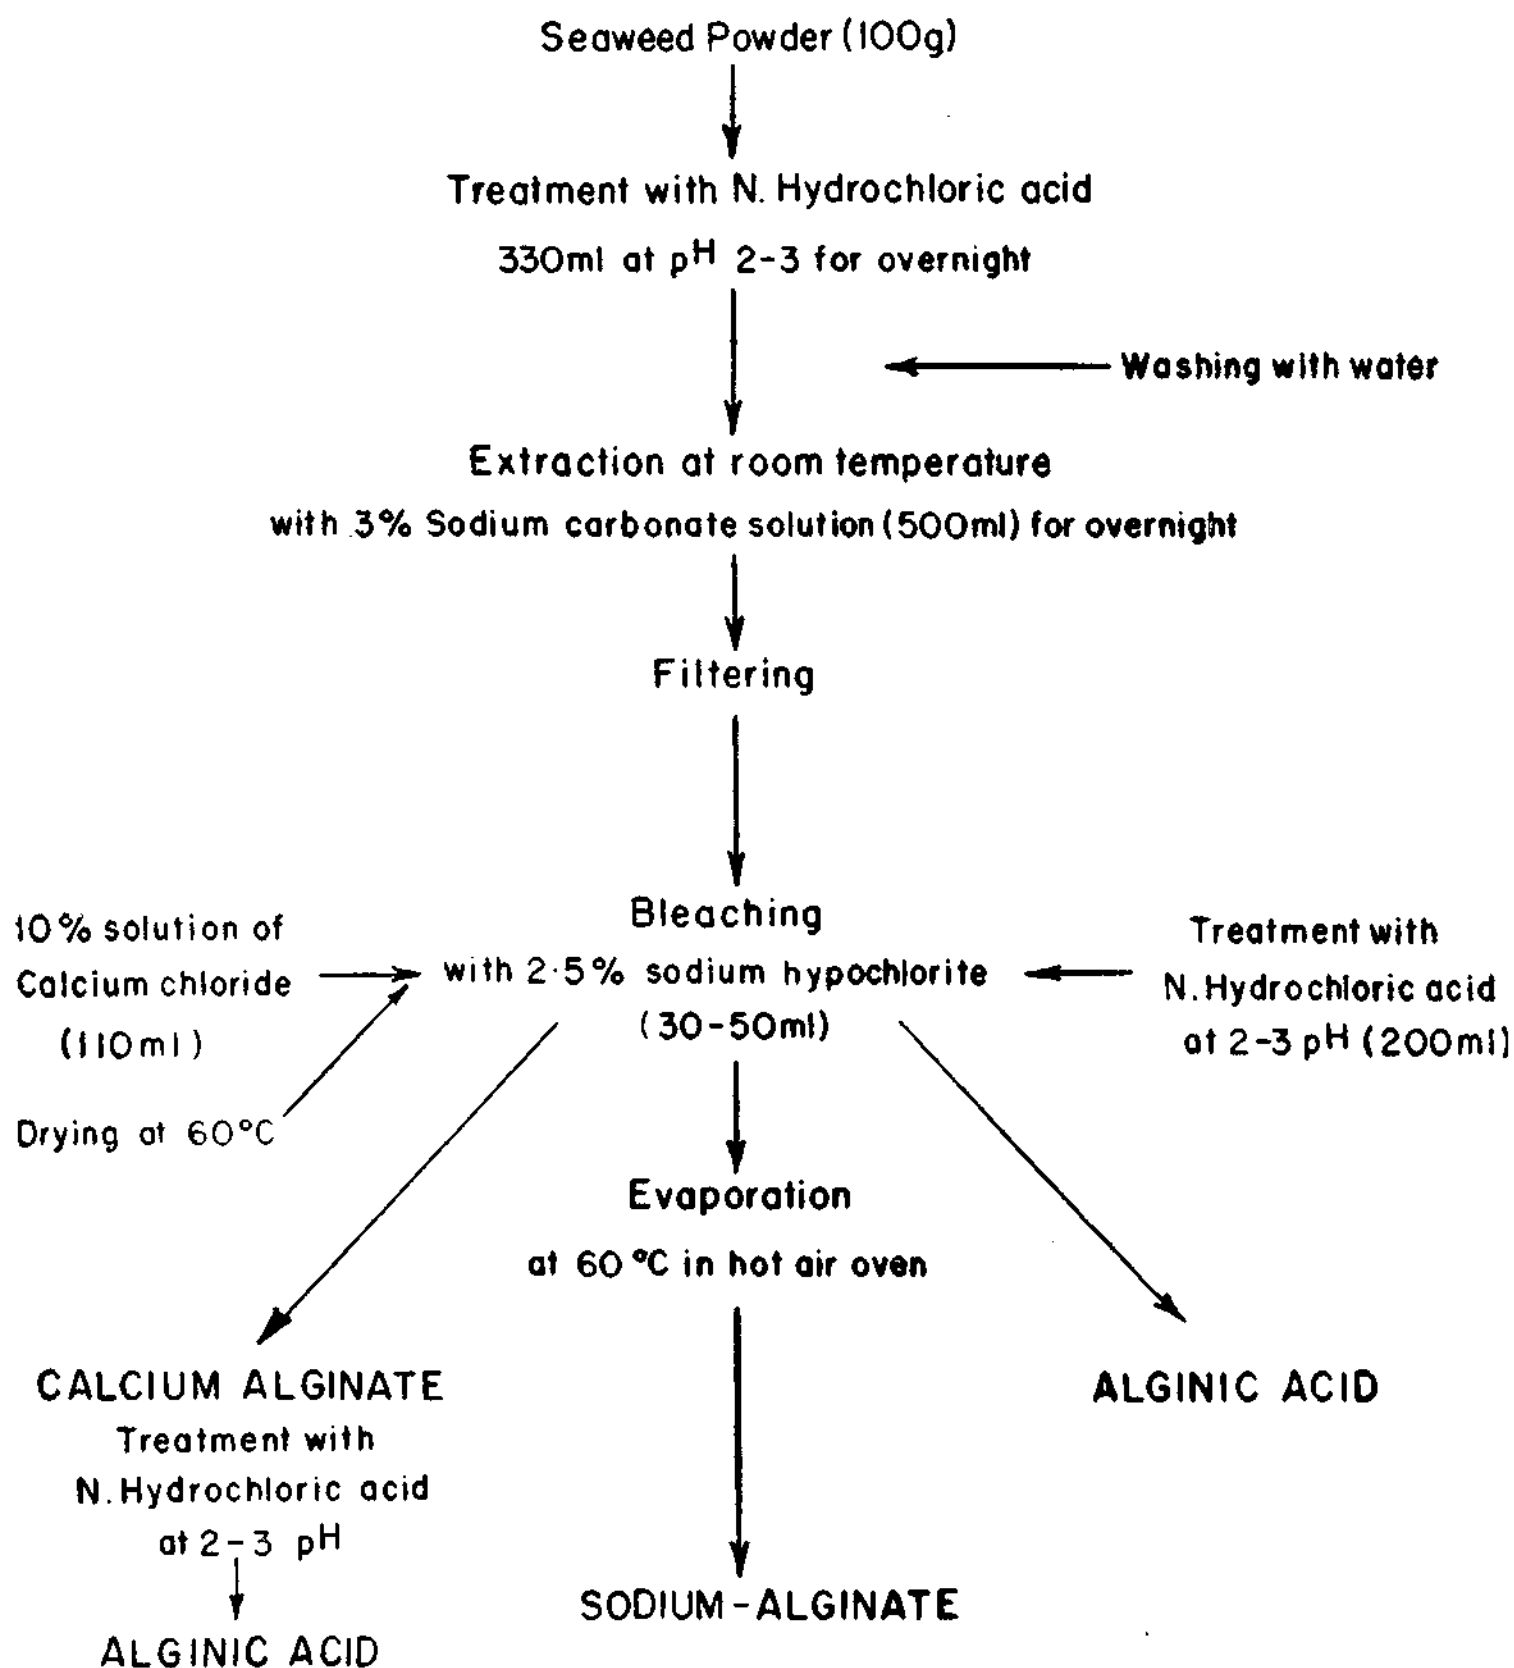 Seaweed Powder (100g)
Treatment with N. Hydrochloric acid
330ml at pH 2-3 for overnight
Washing with water
Extraction at room temperature
with 3% Sodium carbonate solution (500ml) for overnight
Filtering
Bleaching
with 2·5% sodium hypochlorite
(30-50ml)
10% solution of
Calcium chloride
(110ml)
Drying at 60°C
Treatment with
N. Hydrochloric acid
at 2-3 pH (200ml)
Evaporation
at 60°C in hot air oven
CALCIUM ALGINATE
Treatment with
N. Hydrochloric acid
at 2-3 pH
ALGINIC ACID
SODIUM-ALGINATE
ALGINIC ACID